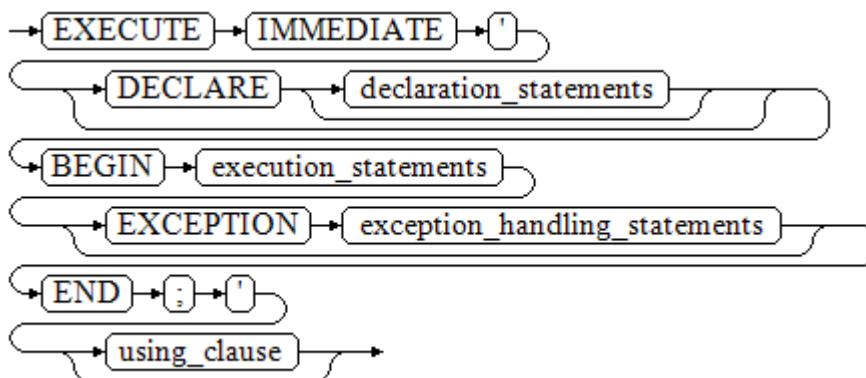 EXECUTE IMMEDIATE '
DECLARE declaration_statements
BEGIN execution_statements
EXCEPTION exception_handling_statements
END ; '
using_clause